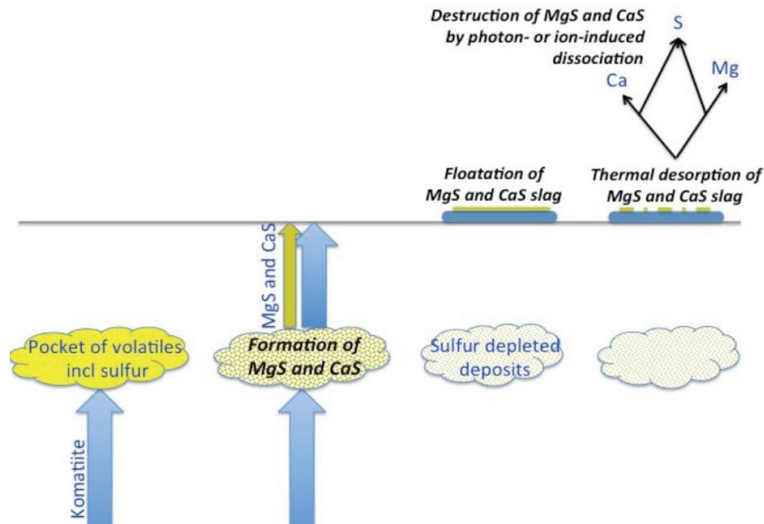 Destruction of MgS and CaS
by photon- or ion-induced
dissociation
S
Ca
Mg
Floatation of
MgS and CaS slag
Thermal desorption of
MgS and CaS slag
MgS and CaS
Pocket of volatiles
incl sulfur
Formation of
MgS and CaS
Sulfur depleted
deposits
Komatiite